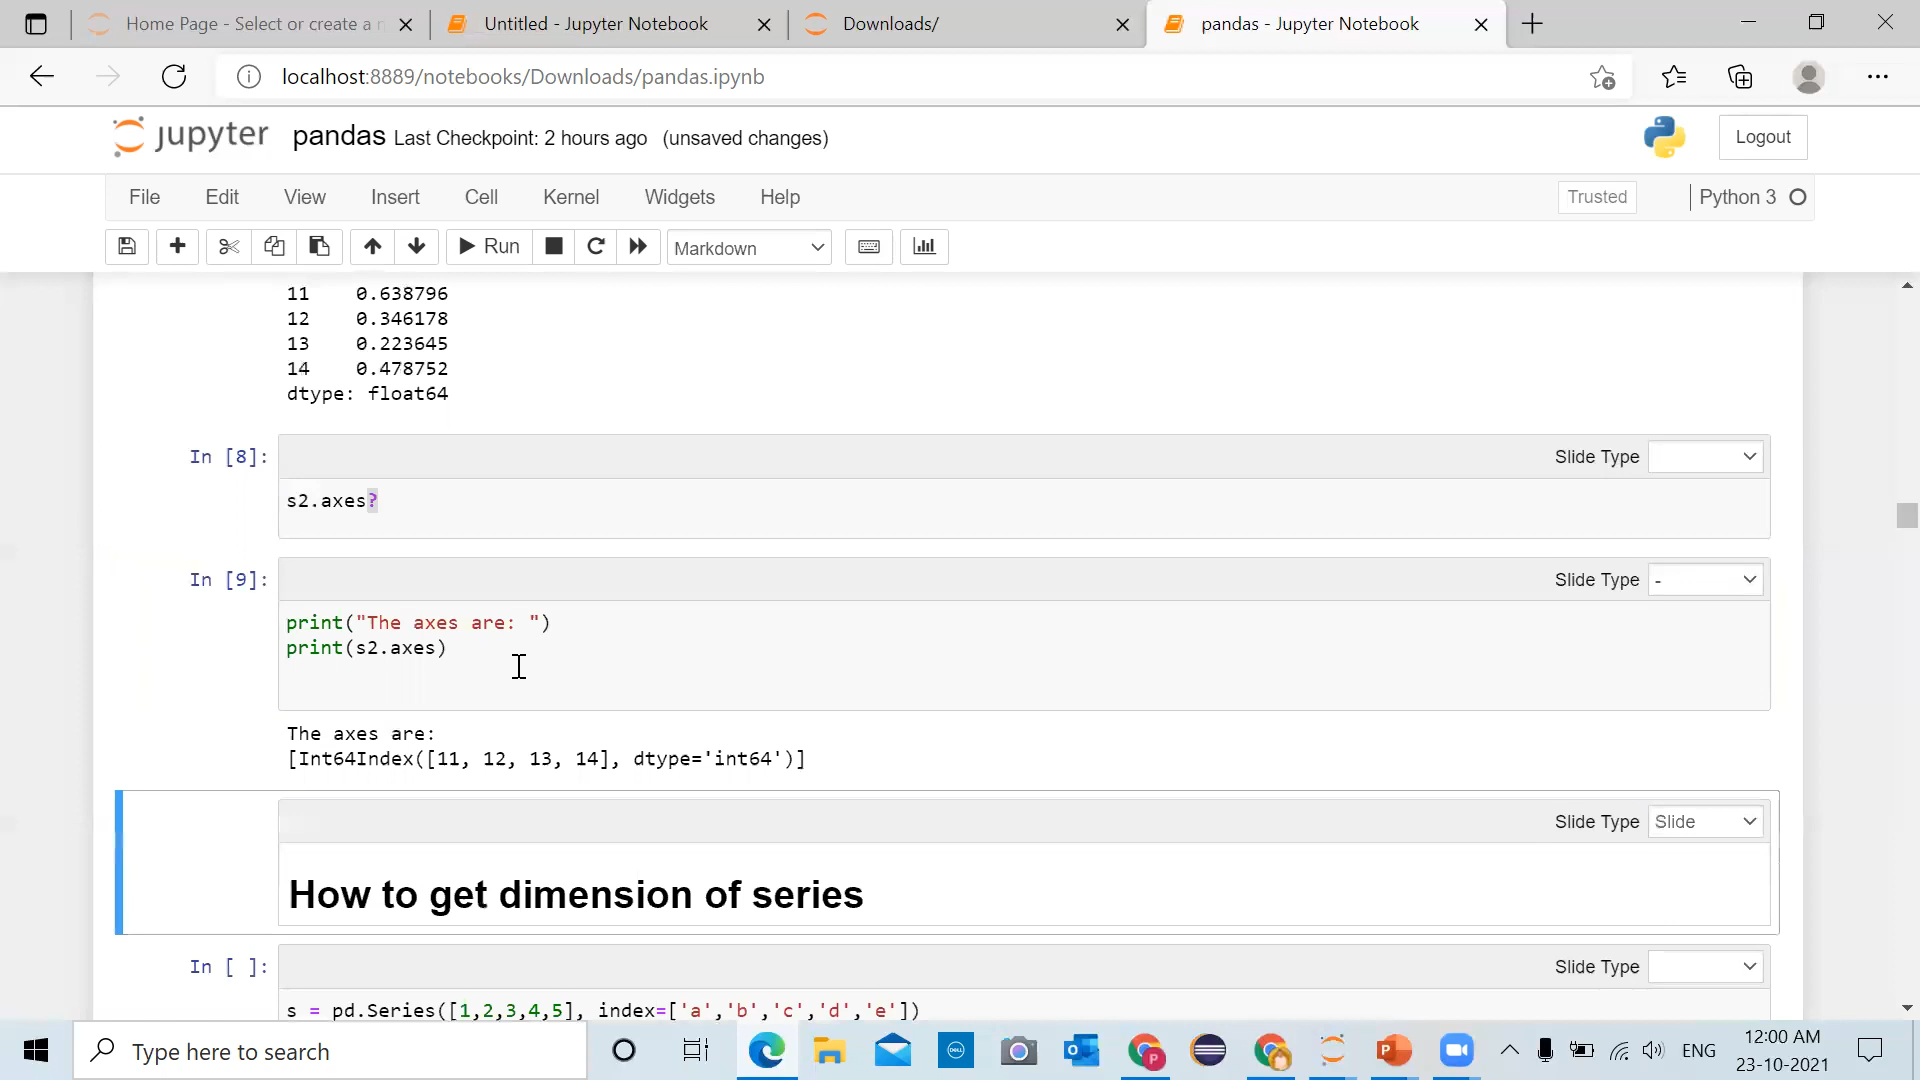 Home Page - Select or create a n
Untitled - Jupyter Notebook
Downloads/
pandas - Jupyter Notebook
localhost:8889/notebooks/Downloads/pandas.ipynb
jupyter pandas Last Checkpoint: 2 hours ago (unsaved changes)
Logout
File Edit View Insert Cell Kernel Widgets Help
Trusted Python 3
Run Markdown
11 0.638796
12 0.346178
13 0.223645
14 0.478752
dtype: float64
In [8]:
Slide Type
s2.axes?
In [9]:
Slide Type -
print("The axes are: ")
print(s2.axes)
The axes are:
[Int64Index([11, 12, 13, 14], dtype='int64')]
Slide Type Slide
How to get dimension of series
In [ ]:
Slide Type
s = pd.Series([1,2,3,4,5], index=['a','b','c','d','e'])
Type here to search
DELL
P
P
ENG
12:00 AM
23-10-2021